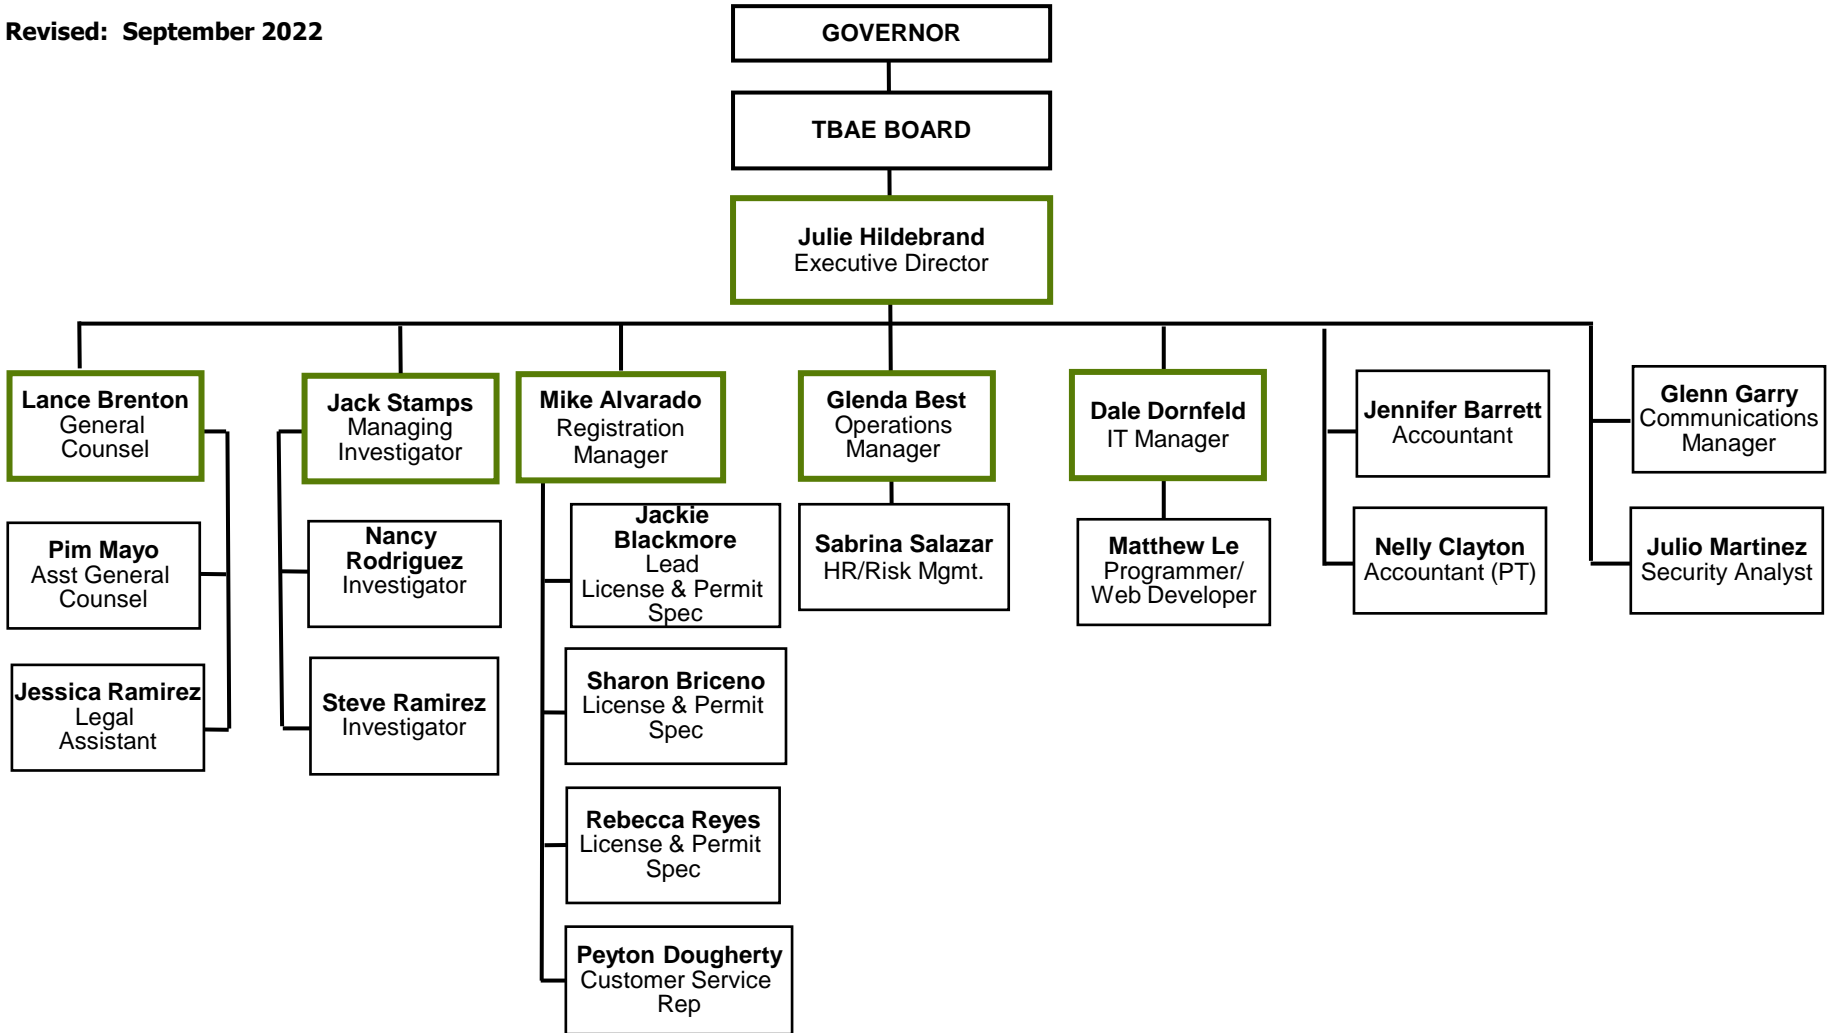 Revised:  September 2022
GOVERNOR
TBAE BOARD
Julie Hildebrand
Executive Director
Lance Brenton
General
Counsel
Jack Stamps
Managing
Investigator
Mike Alvarado
Registration
Manager
Glenda Best
Operations
Manager
Dale Dornfeld
IT Manager
Jennifer Barrett
Accountant
Glenn Garry
Communications
Manager
Pim Mayo
Asst General
Counsel
Nancy
Rodriguez
Investigator
Jackie
Blackmore
Lead
License & Permit
Spec
Sabrina Salazar
HR/Risk Mgmt.
Matthew Le
Programmer/
Web Developer
Nelly Clayton
Accountant (PT)
Julio Martinez
Security Analyst
Jessica Ramirez
Legal
Assistant
Steve Ramirez
Investigator
Sharon Briceno
License & Permit
Spec
Rebecca Reyes
License & Permit
Spec
Peyton Dougherty
Customer Service
Rep